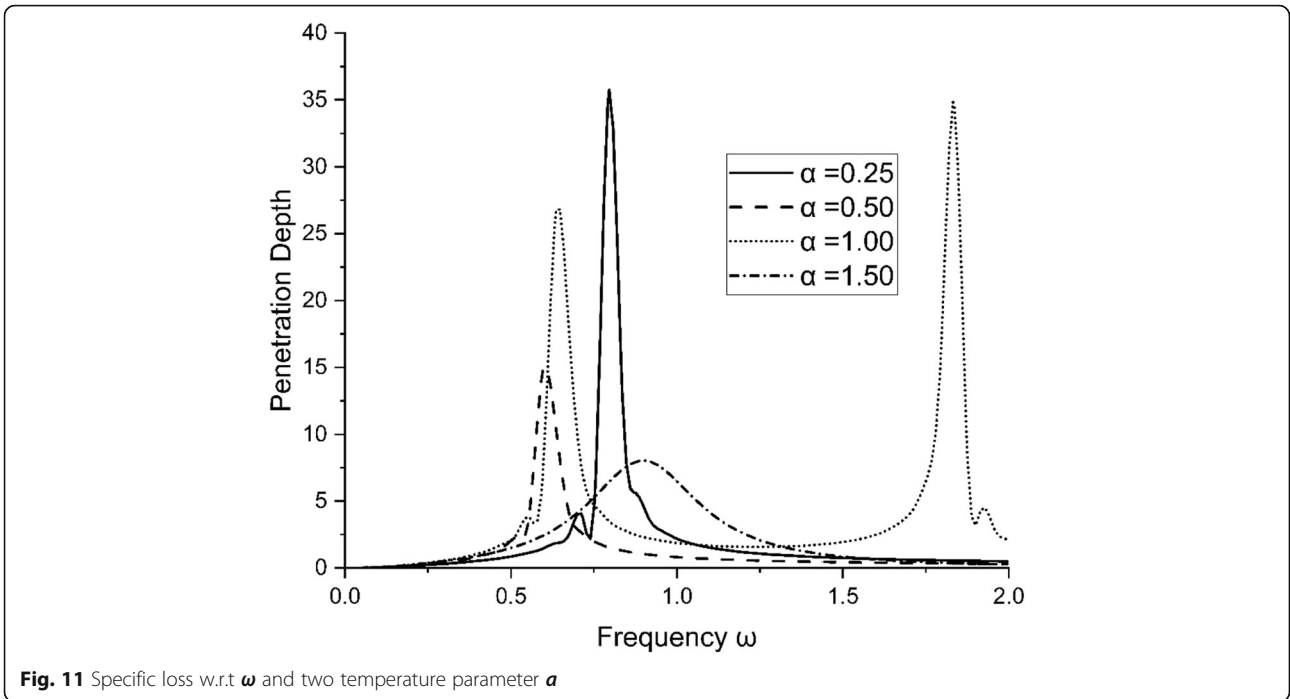 40
35
30
25
20
15
10
5
0
Penetration Depth
α =0.25
α =0.50
α =1.00
α =1.50
0.0 0.5 1.0 1.5 2.0
Frequency ω
Fig. 11 Specific loss w.r.t ω and two temperature parameter a